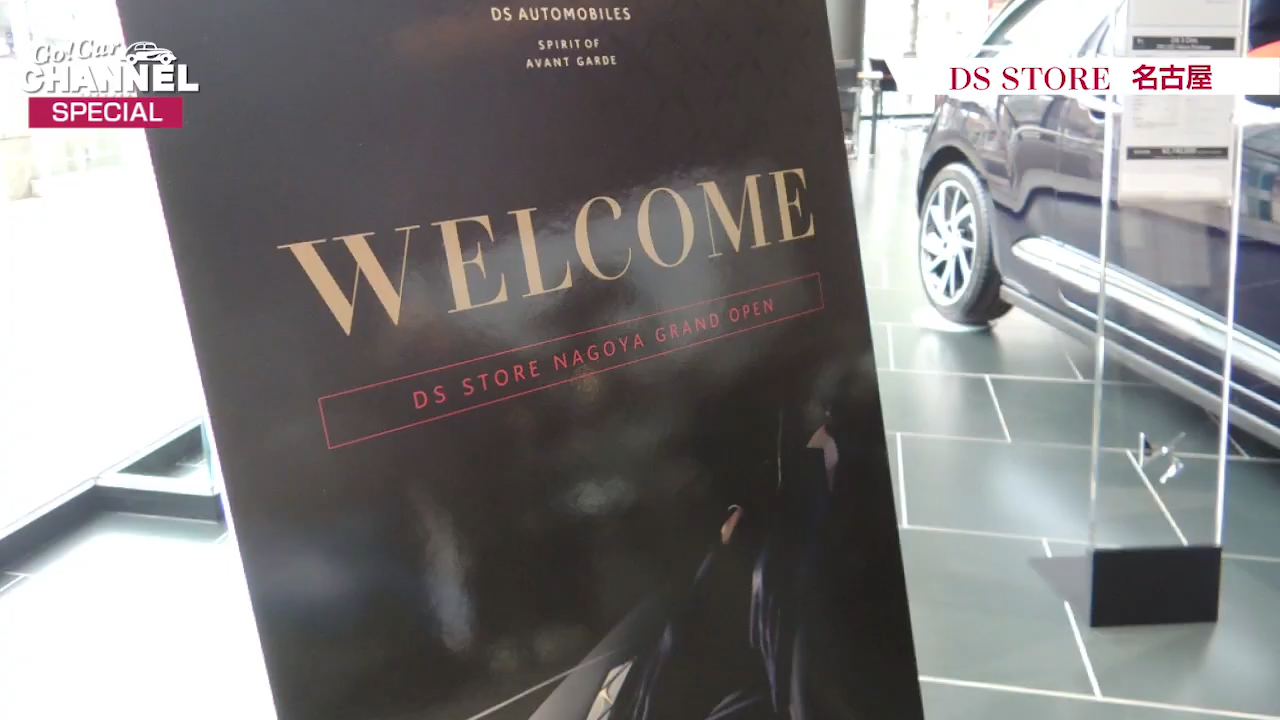 Go! Car
CHANNEL
SPECIAL
DS AUTOMOBILES
SPIRIT OF
AVANT GARDE
WELCOME
DS STORE NAGOYA GRAND OPEN
DS STORE 名古屋